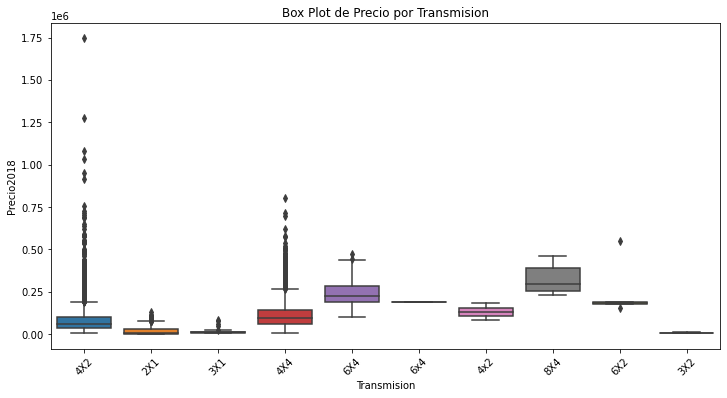 Box Plot de Precio por Transmision
1e6
1.75
1.50
1.25
1.00
0.75
0.50
0.25
0.00
Precio2018
4X2 2X1 3X1 4X4 6X4 6x4 4x2 8X4 6X2 3X2
Transmision